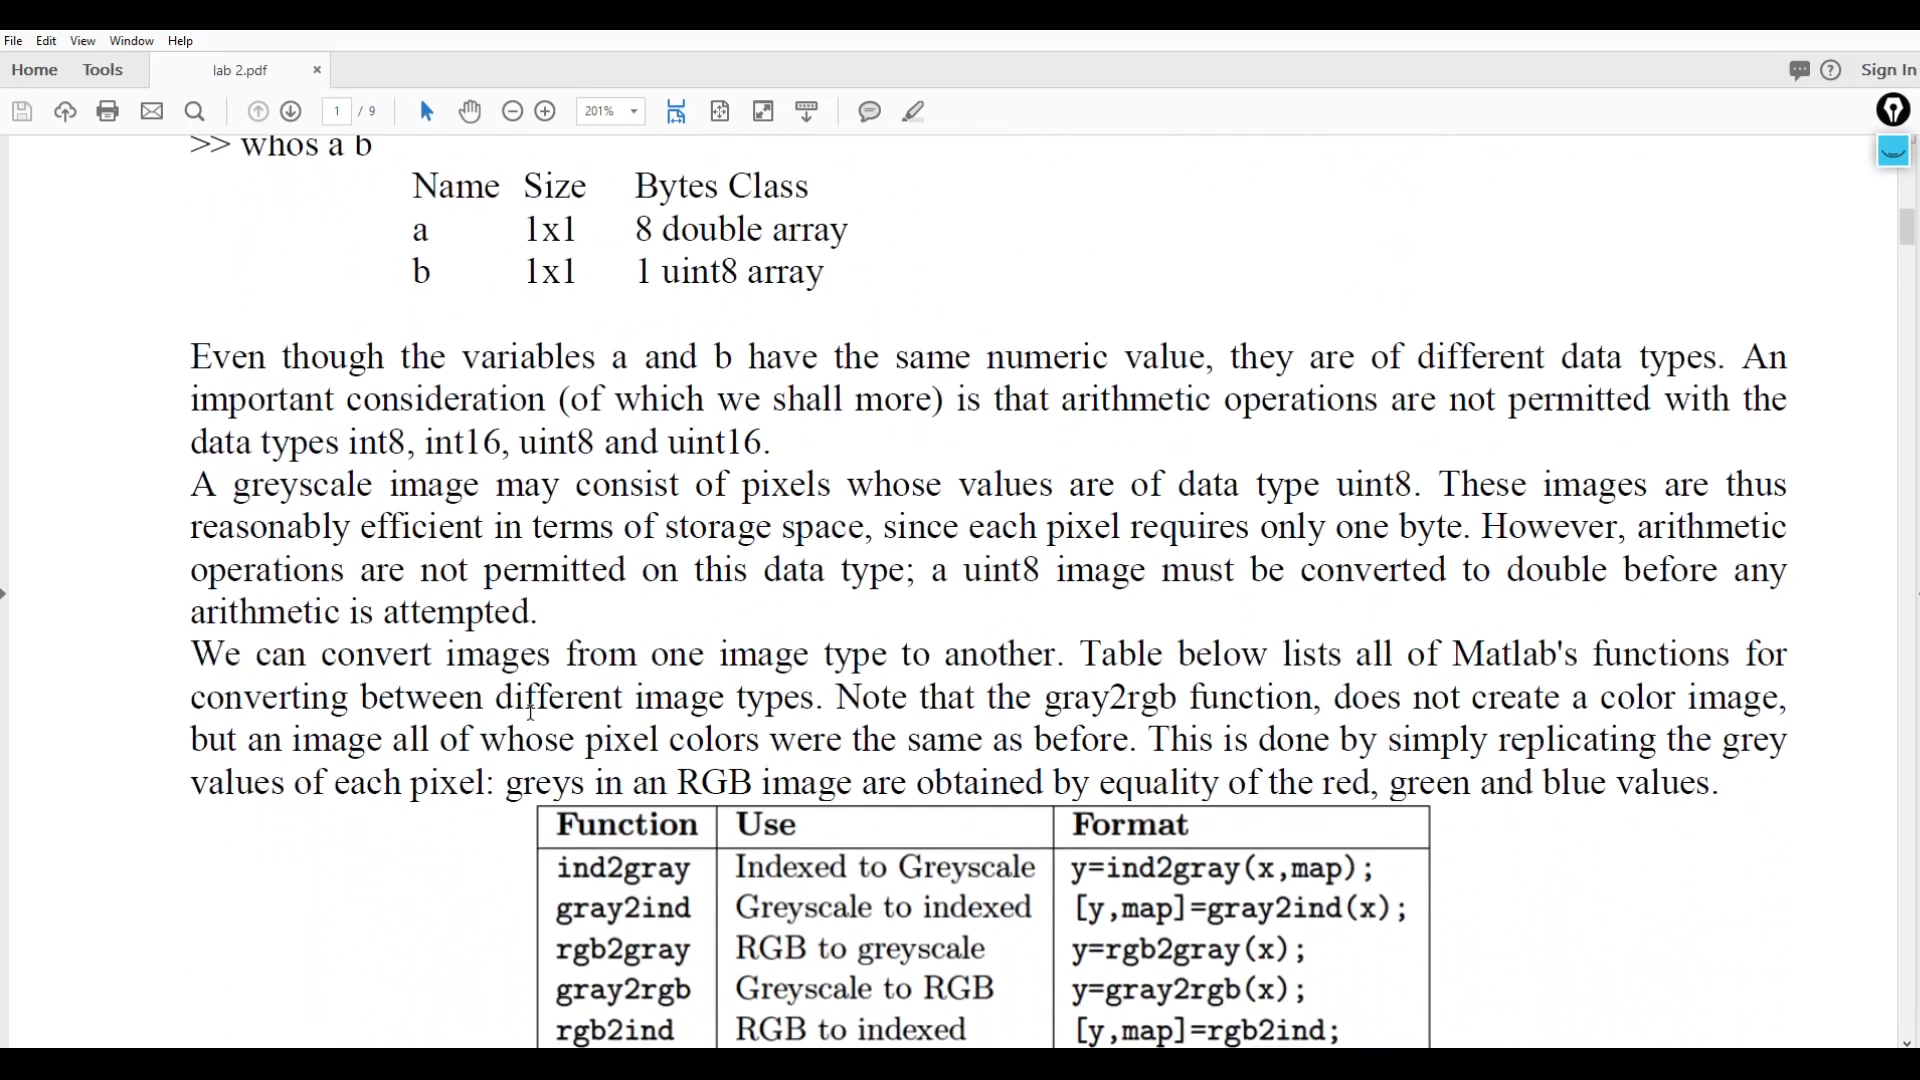 File Edit View Window Help
Home Tools lab 2.pdf × Sign In
1 / 9 201%
>> whos a b
Name Size Bytes Class
a 1x1 8 double array
b 1x1 1 uint8 array
Even though the variables a and b have the same numeric value, they are of different data types. An
important consideration (of which we shall more) is that arithmetic operations are not permitted with the
data types int8, int16, uint8 and uint16.
A greyscale image may consist of pixels whose values are of data type uint8. These images are thus
reasonably efficient in terms of storage space, since each pixel requires only one byte. However, arithmetic
operations are not permitted on this data type; a uint8 image must be converted to double before any
arithmetic is attempted.
We can convert images from one image type to another. Table below lists all of Matlab's functions for
converting between different image types. Note that the gray2rgb function, does not create a color image,
but an image all of whose pixel colors were the same as before. This is done by simply replicating the grey
values of each pixel: greys in an RGB image are obtained by equality of the red, green and blue values.
Function Use Format
ind2gray Indexed to Greyscale y=ind2gray(x,map);
gray2ind Greyscale to indexed [y,map]=gray2ind(x);
rgb2gray RGB to greyscale y=rgb2gray(x);
gray2rgb Greyscale to RGB y=gray2rgb(x);
rgb2ind RGB to indexed [y,map]=rgb2ind;